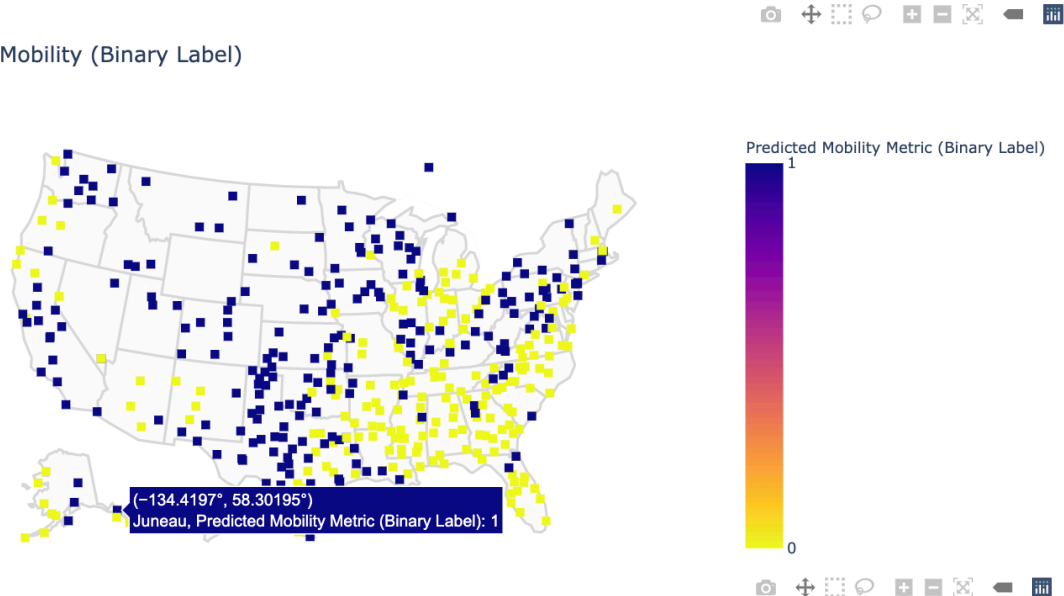 Mobility (Binary Label)
Predicted Mobility Metric (Binary Label)
1
0
(−134.4197°, 58.30195°)
Juneau, Predicted Mobility Metric (Binary Label): 1